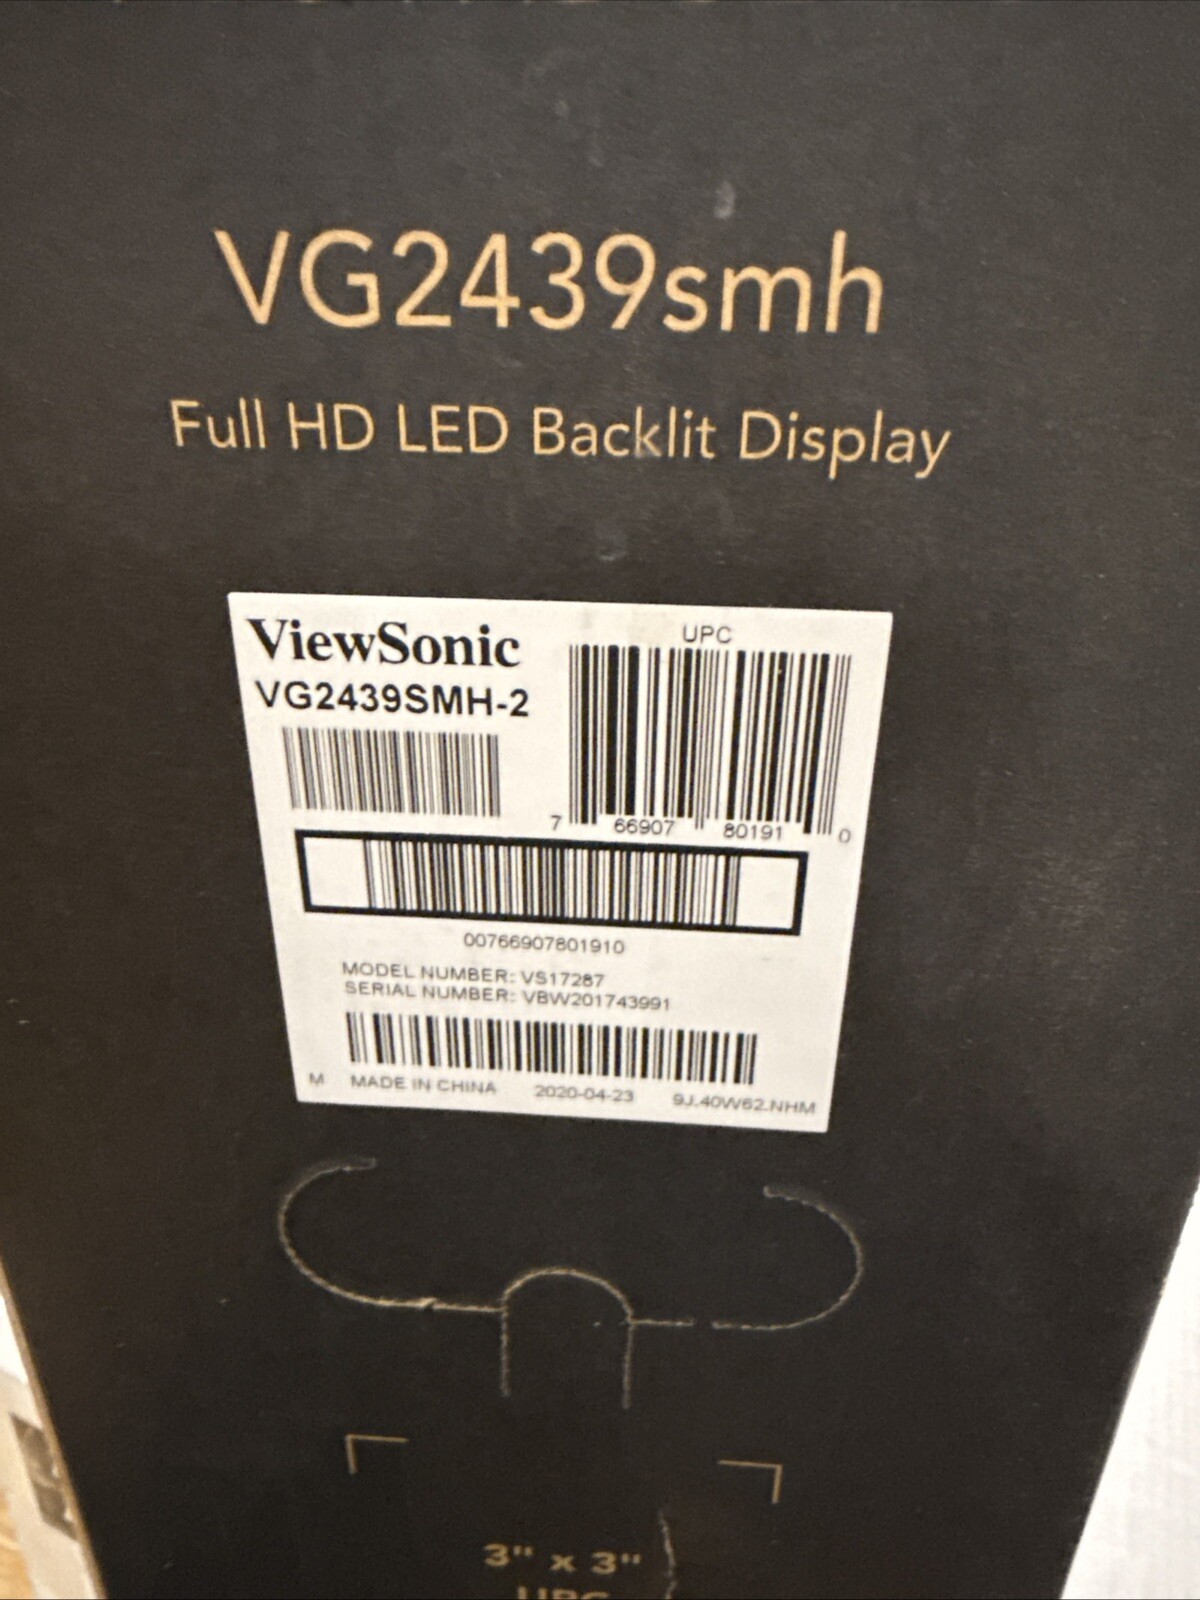 VG2439smh
Full HD LED Backlit Display
ViewSonic
VG2439SMH-2
UPC
7 66907 80191 0
00766907801910
MODEL NUMBER: VS17287
SERIAL NUMBER: VBW201743991
M MADE IN CHINA 2020-04-23 9J.40W62.NHM
3" x 3"
UPC